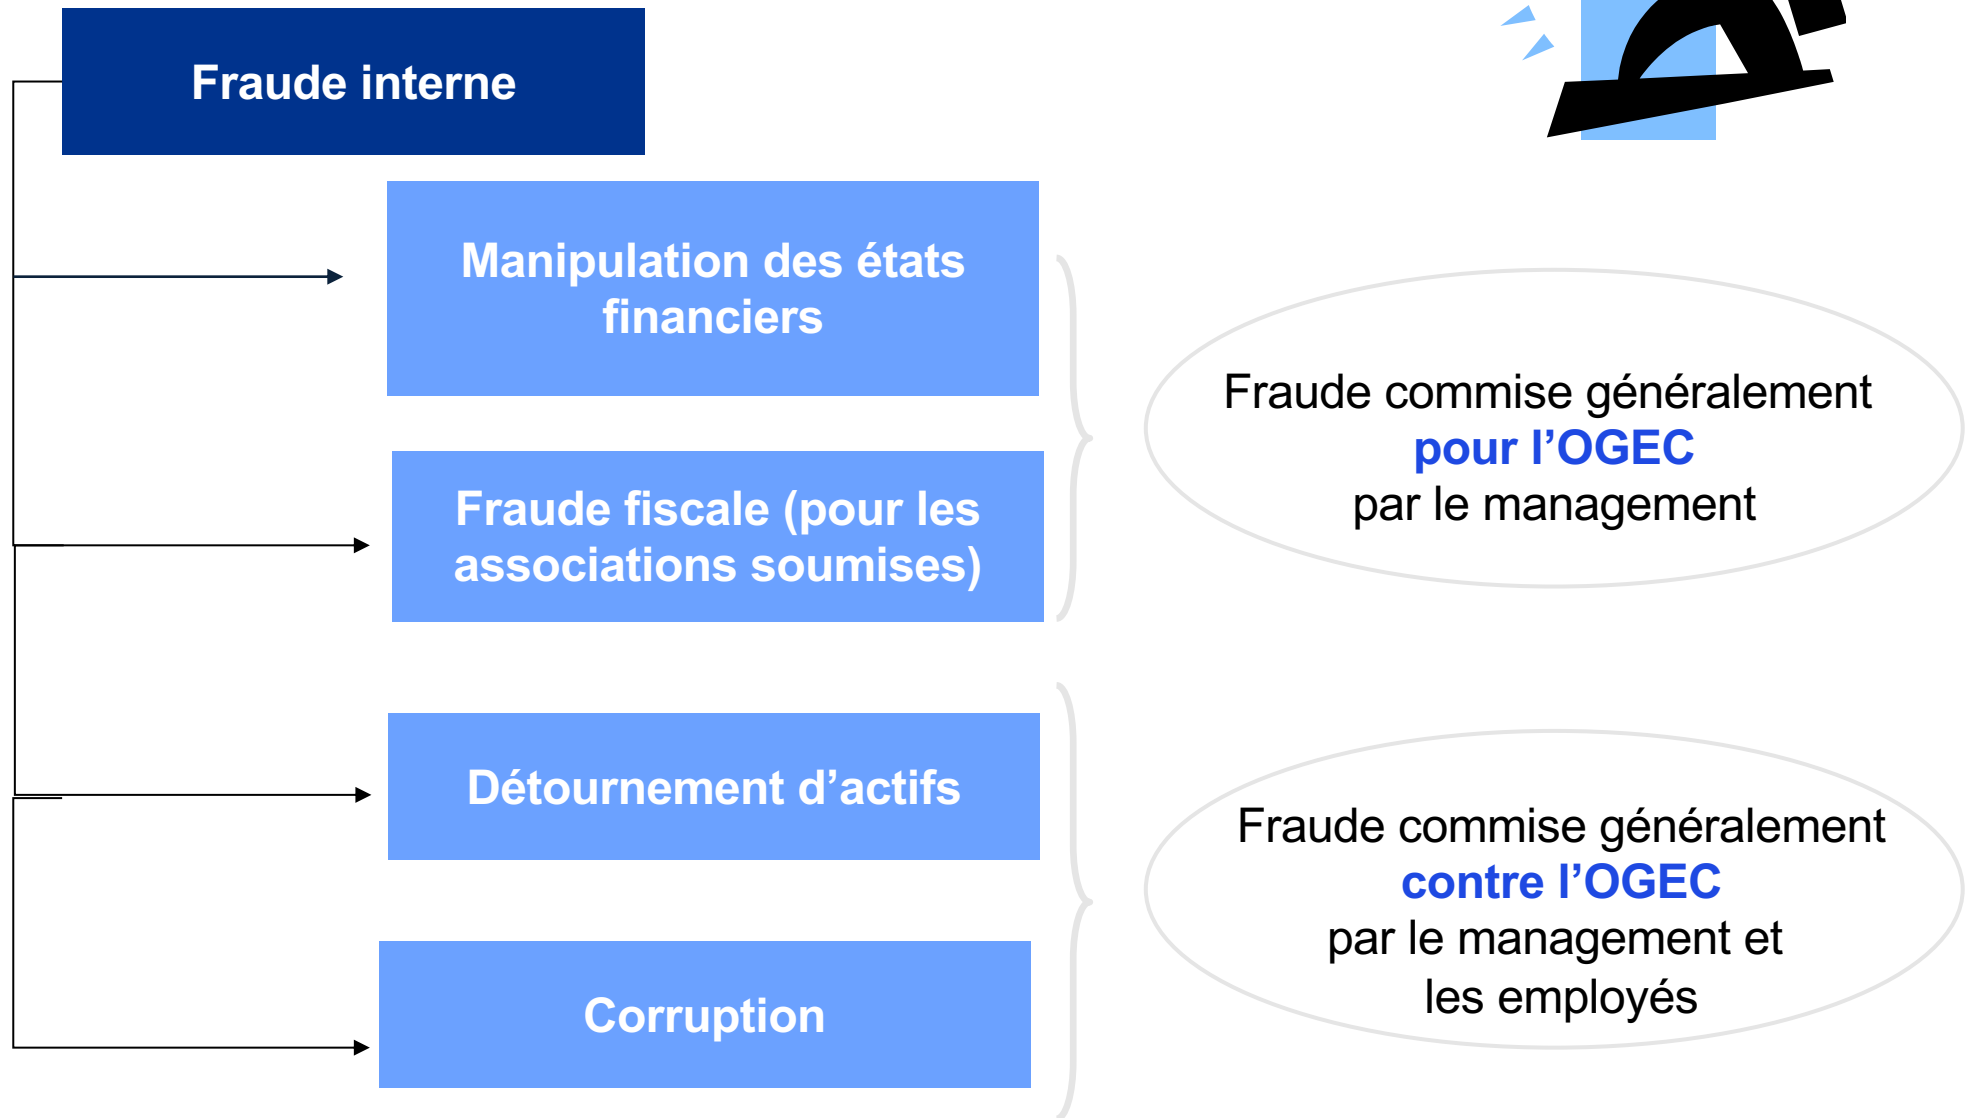 Fraude interne
Manipulation des états
financiers
Fraude commise généralement
pour l’OGEC
par le management
Fraude fiscale (pour les
associations soumises)
Détournement d’actifs
Fraude commise généralement
contre l’OGEC
par le management et
les employés
Corruption